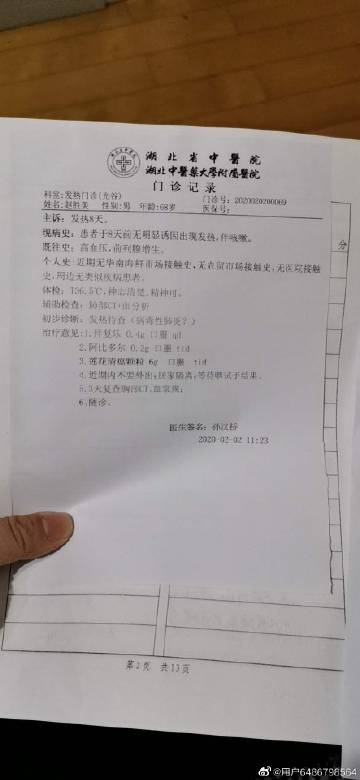 湖北省中醫院
湖北中醫藥大學附屬醫院
门诊记录
科室:发热门诊(光谷)
门诊号: 2020020200069
姓名:赵胜美 性别:男 年龄:68岁
医保号:
主诉: 发热8天。
现病史: 患者于8天前无明显诱因出现发热,伴咳嗽。
既往史: 高血压,前列腺增生。
个人史: 近期无华南海鲜市场接触史,无农贸市场接触史,无医院接触
史,周边无类似疾病患者。
体检: T36.5℃,神志清楚,精神可。
辅助检查: 肺部CT+血分析
初步诊断: 发热待查(病毒性肺炎?)
治疗意见:1.拜复乐 0.4g 口服 qd
2.阿比多尔 0.2g 口服 tid
3.莲花清瘟颗粒 6g 口服 tid
4.近期内不要外出,居家隔离,等待咽拭子结果。
5.3天复查胸部CT、血常规;
6.随诊。
医生签名: 孙汉桥
2020-02-02 11:23
分
第2页 共13页
@用户6486798564